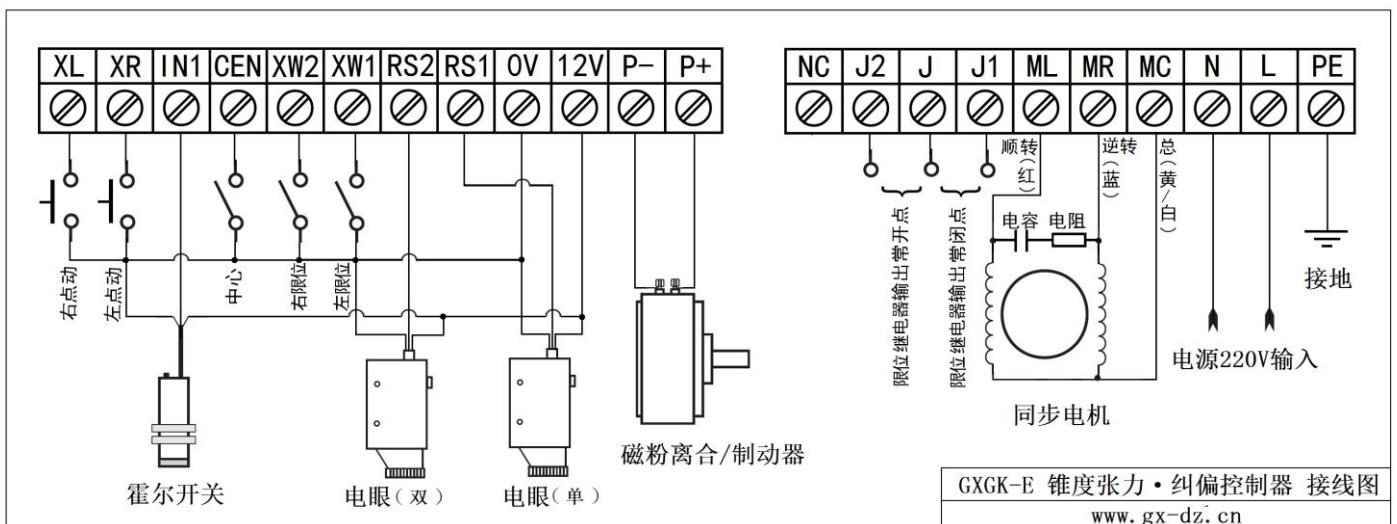 XL XR IN1 CEN XW2 XW1 RS2 RS1 0V 12V P- P+
NC J2 J J1 ML MR MC N L PE
右点动
左点动
中心
右限位
左限位
霍尔开关
电眼(双)
电眼(单)
磁粉离合/制动器
限位继电器输出常开点
限位继电器输出常闭点
顺转(红)
逆转(蓝)
总(黄/白)
电容 电阻
同步电机
电源220V输入
接地
GXGK-E 锥度张力·纠偏控制器 接线图
www.gx-dz.cn